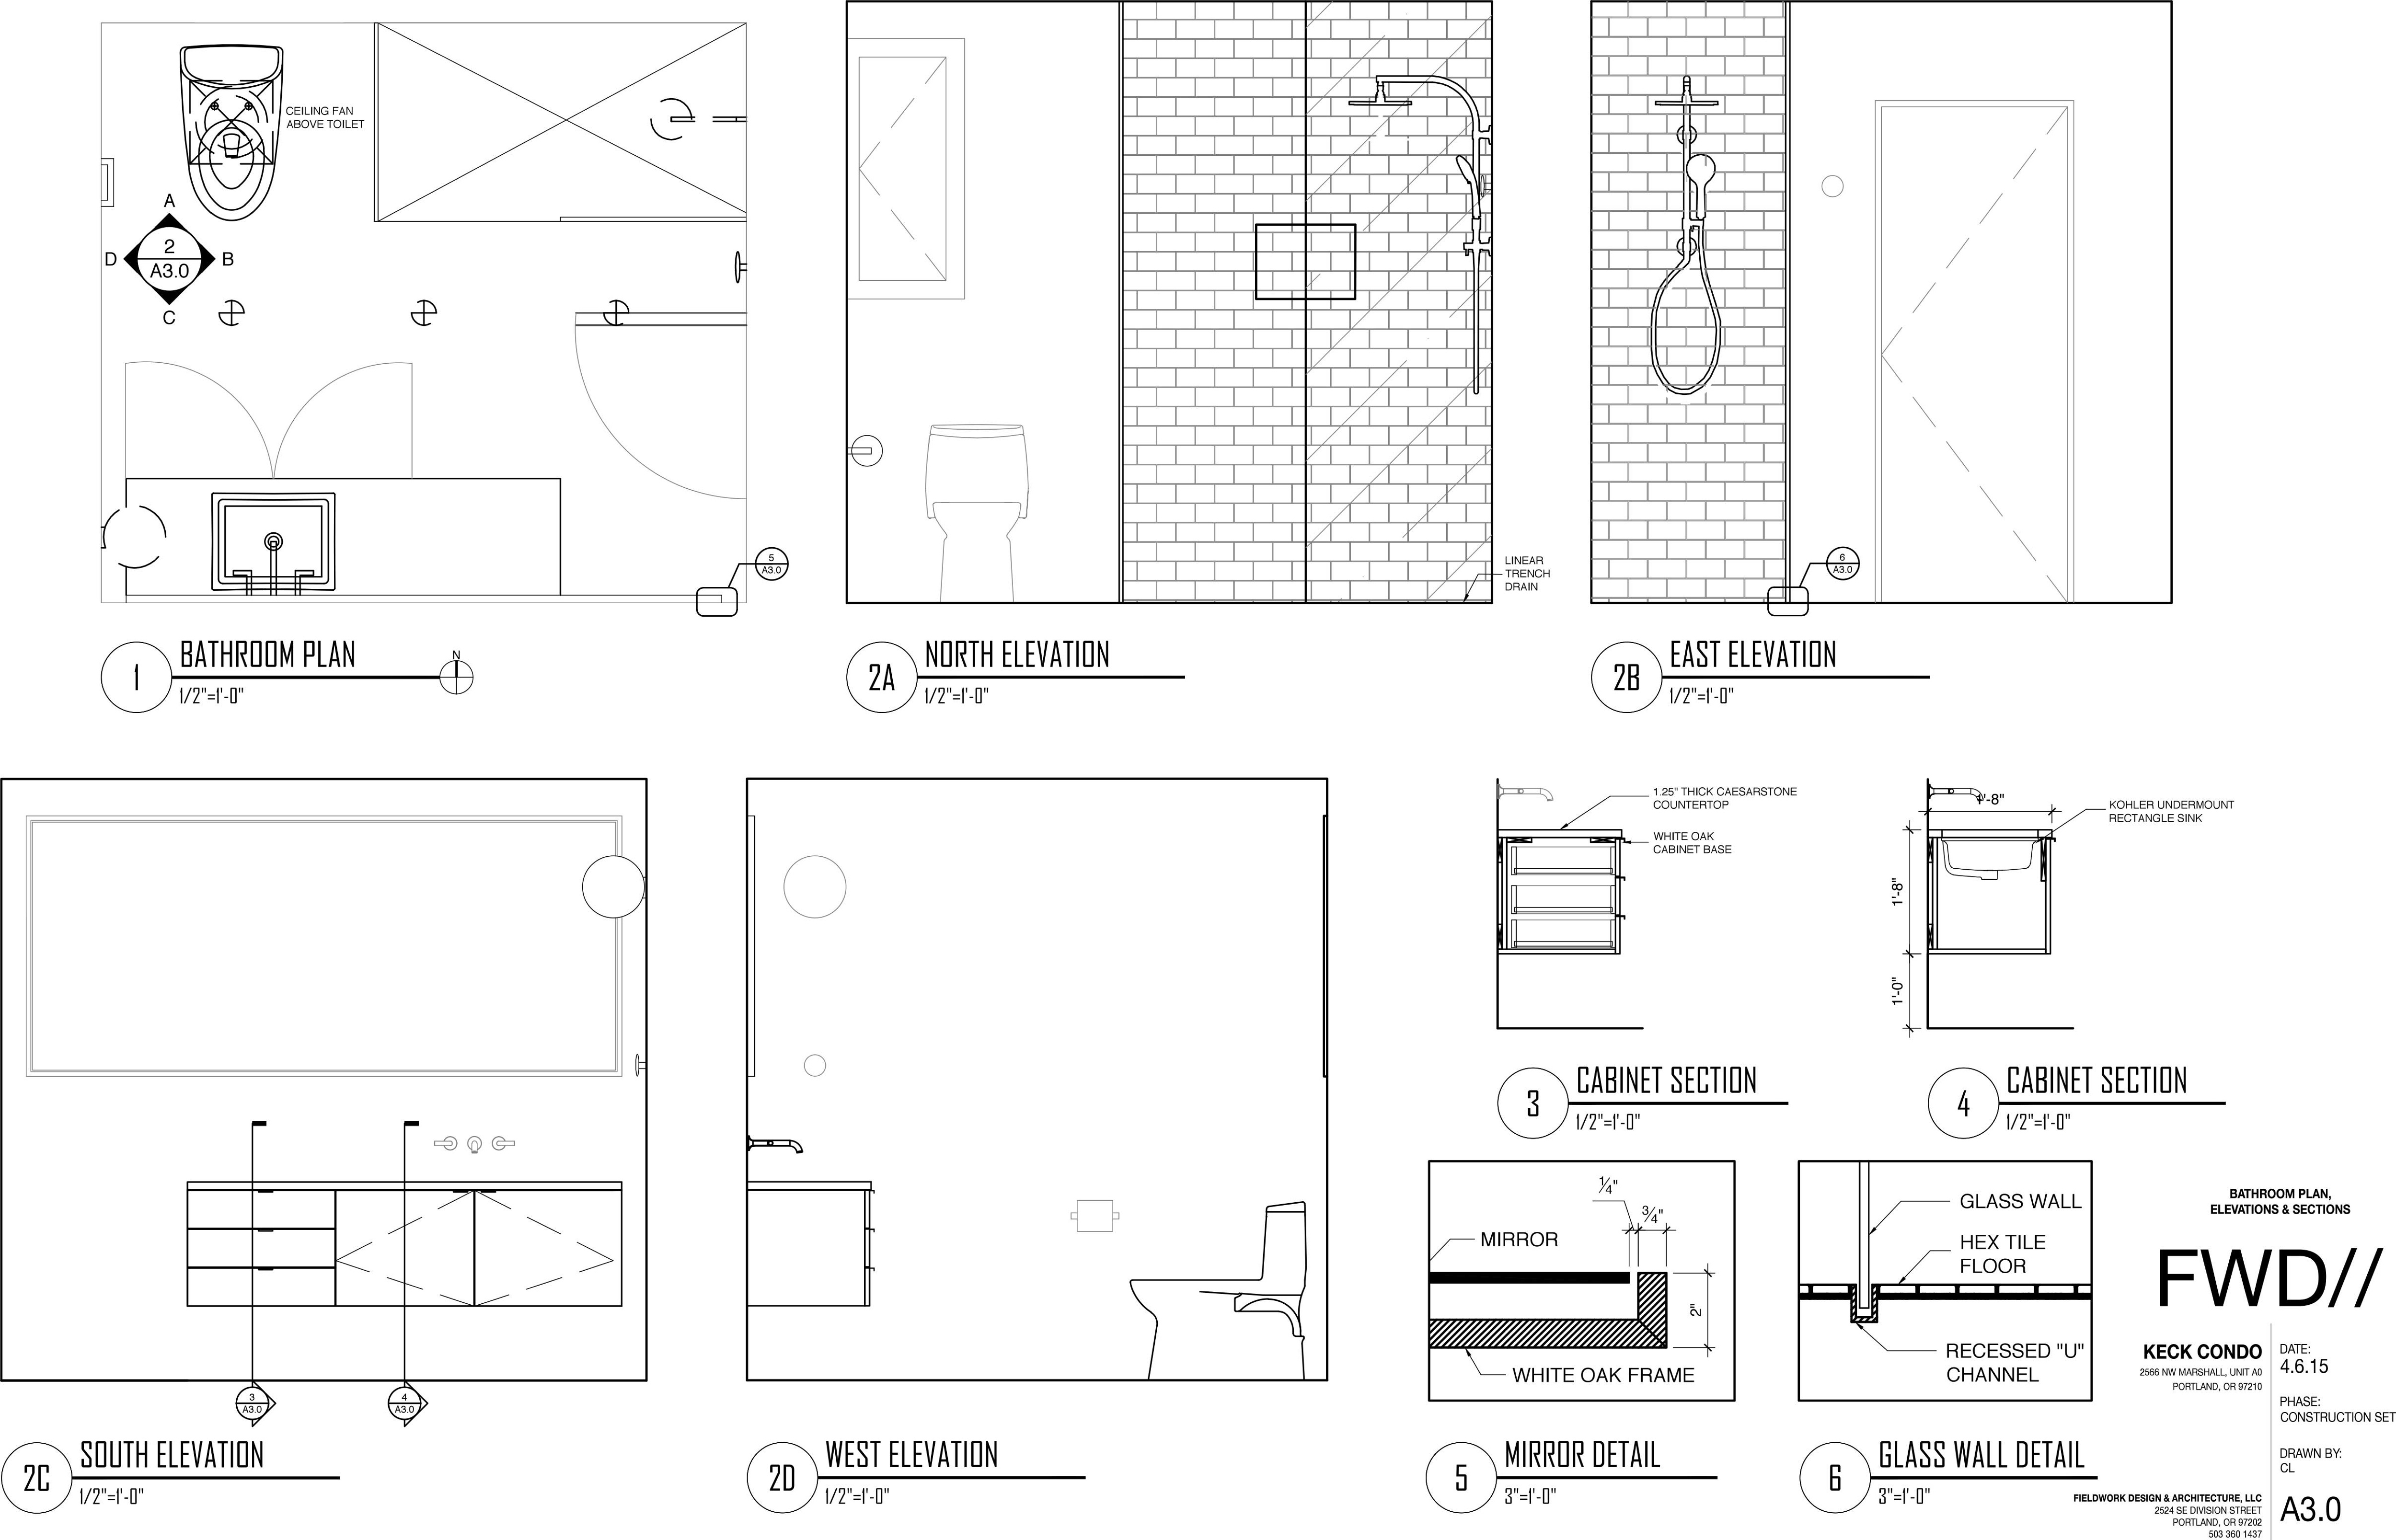 CEILING FAN
ABOVE TOILET
A
D
2
A3.0
B
C
5
A3.0
1
BATHROOM PLAN
1/2"=1'-0"
N
LINEAR
TRENCH
DRAIN
2A
NORTH ELEVATION
1/2"=1'-0"
6
A3.0
2B
EAST ELEVATION
1/2"=1'-0"
3
A3.0
4
A3.0
2C
SOUTH ELEVATION
1/2"=1'-0"
2D
WEST ELEVATION
1/2"=1'-0"
1.25" THICK CAESARSTONE
COUNTERTOP
WHITE OAK
CABINET BASE
3
CABINET SECTION
1/2"=1'-0"
1'-8"
KOHLER UNDERMOUNT
RECTANGLE SINK
1'-8"
1'-0"
4
CABINET SECTION
1/2"=1'-0"
1/4"
3/4"
MIRROR
2"
WHITE OAK FRAME
5
MIRROR DETAIL
3"=1'-0"
GLASS WALL
HEX TILE
FLOOR
RECESSED "U"
CHANNEL
6
GLASS WALL DETAIL
3"=1'-0"
BATHROOM PLAN,
ELEVATIONS & SECTIONS
FWD//
KECK CONDO
2566 NW MARSHALL, UNIT A0
PORTLAND, OR 97210
DATE:
4.6.15
PHASE:
CONSTRUCTION SET
DRAWN BY:
CL
FIELDWORK DESIGN & ARCHITECTURE, LLC
2524 SE DIVISION STREET
PORTLAND, OR 97202
503 360 1437
A3.0